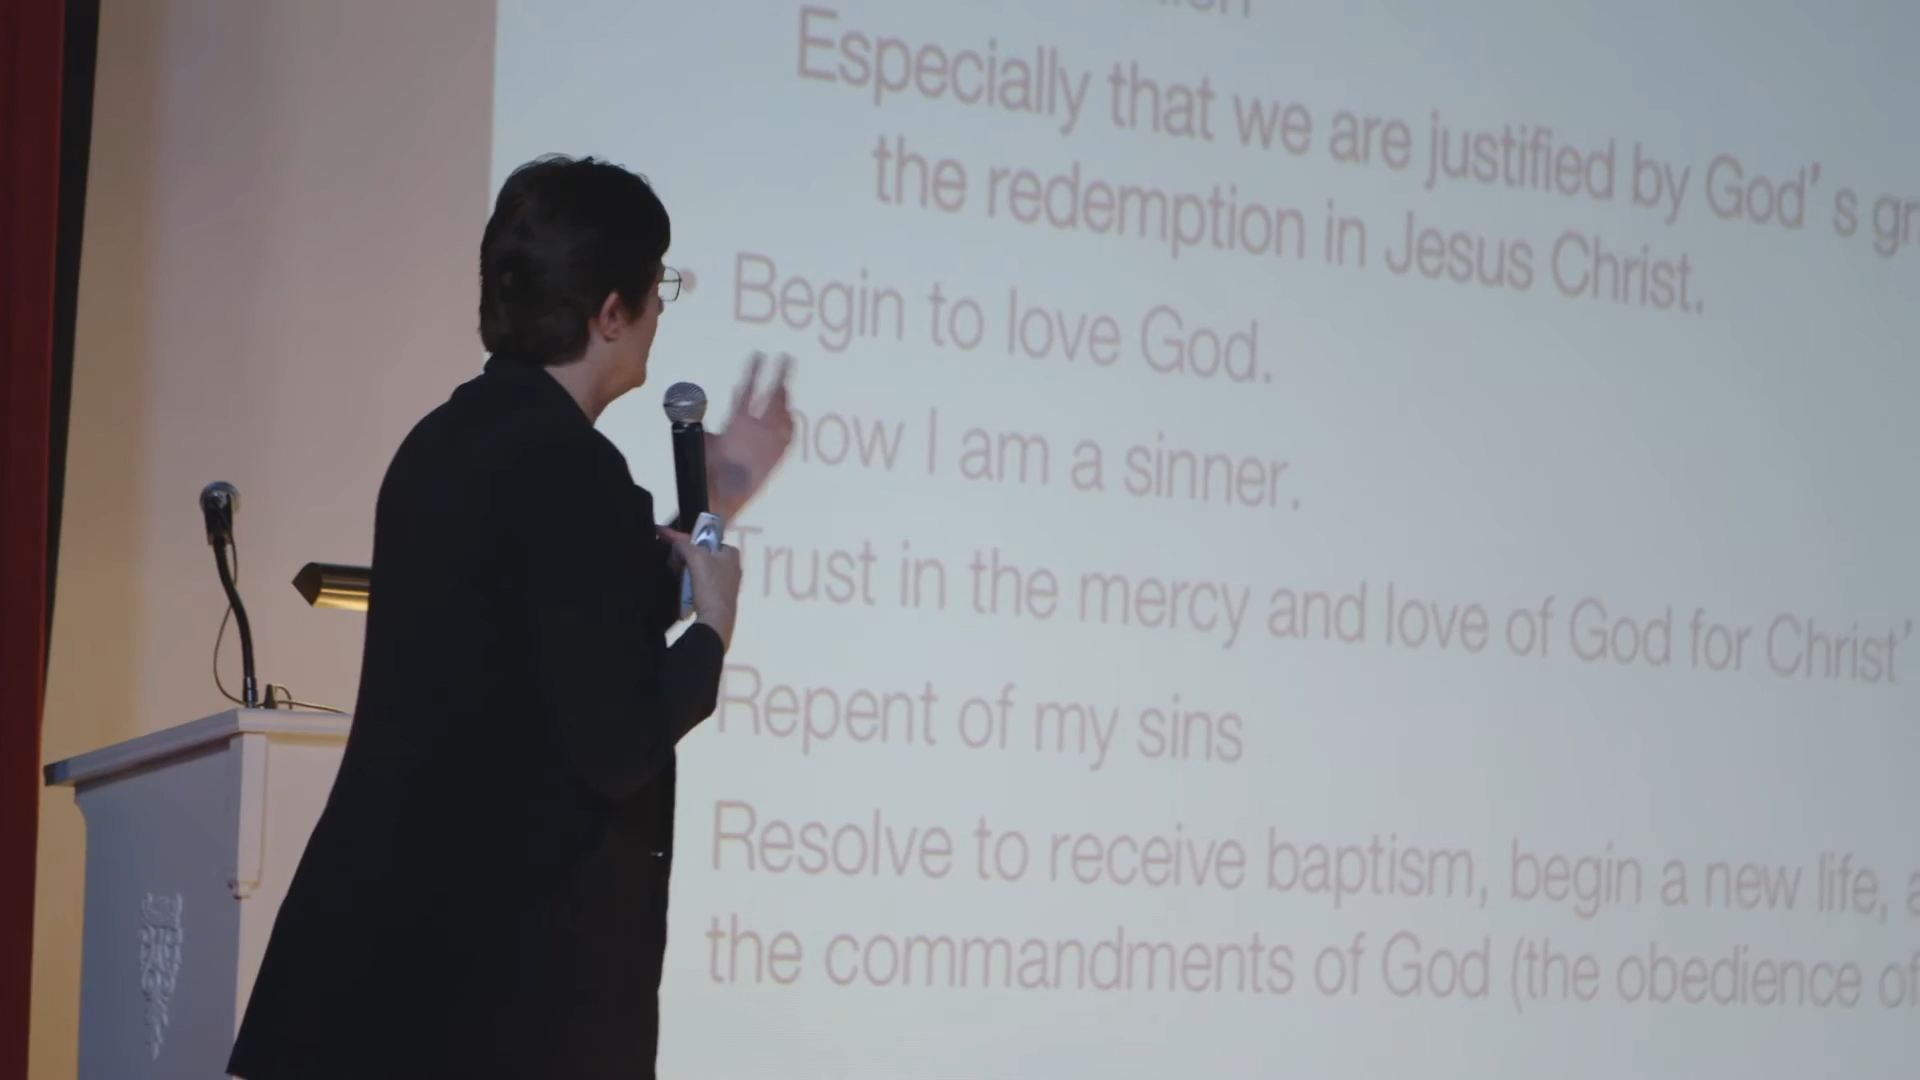 Especially that we are justified by God's
the redemption in Jesus Christ.
• Begin to love God.
I am a sinner.
Trust in the mercy and love of God for Christ'
Repent of my sins
Resolve to receive baptism, begin a new life,
the commandments of God (the obedience of